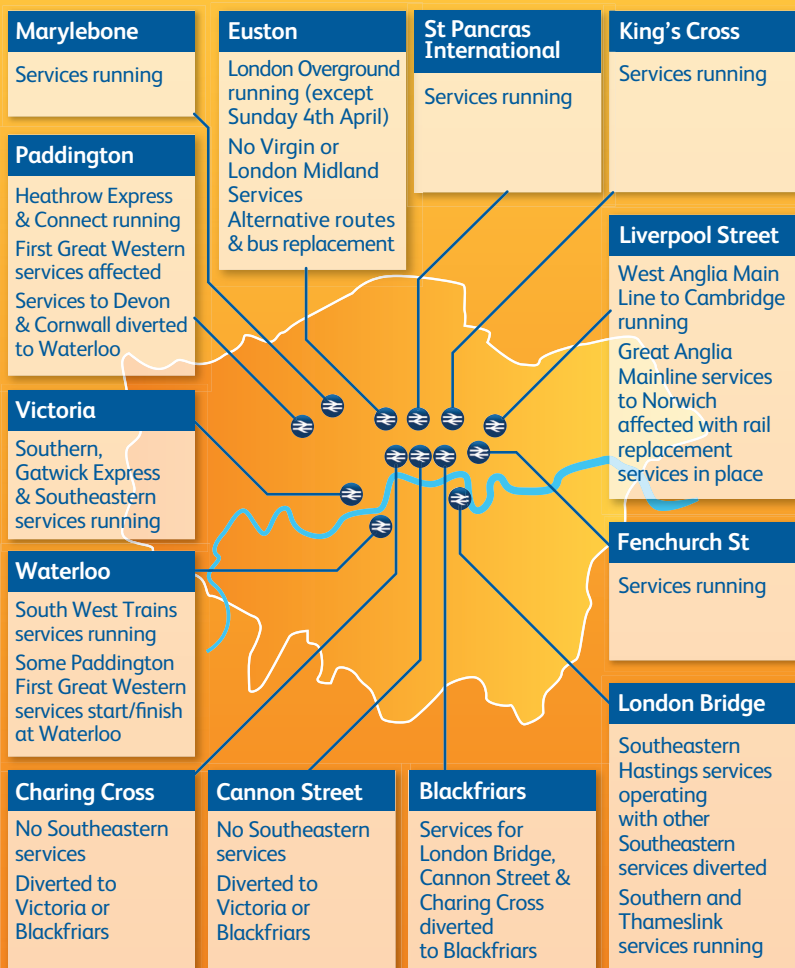 Marylebone
Services running
Euston
London Overground
running (except
Sunday 4th April)
No Virgin or
London Midland
Services
Alternative routes
& bus replacement
St Pancras
International
Services running
King's Cross
Services running
Paddington
Heathrow Express
& Connect running
First Great Western
services affected
Services to Devon
& Cornwall diverted
to Waterloo
Liverpool Street
West Anglia Main
Line to Cambridge
running
Great Anglia
Mainline services
to Norwich
affected with rail
replacement
services in place
Victoria
Southern,
Gatwick Express
& Southeastern
services running
Fenchurch St
Services running
Waterloo
South West Trains
services running
Some Paddington
First Great Western
services start/finish
at Waterloo
London Bridge
Southeastern
Hastings services
operating
with other
Southeastern
services diverted
Southern and
Thameslink
services running
Charing Cross
No Southeastern
services
Diverted to
Victoria or
Blackfriars
Cannon Street
No Southeastern
services
Diverted to
Victoria or
Blackfriars
Blackfriars
Services for
London Bridge,
Cannon Street &
Charing Cross
diverted
to Blackfriars